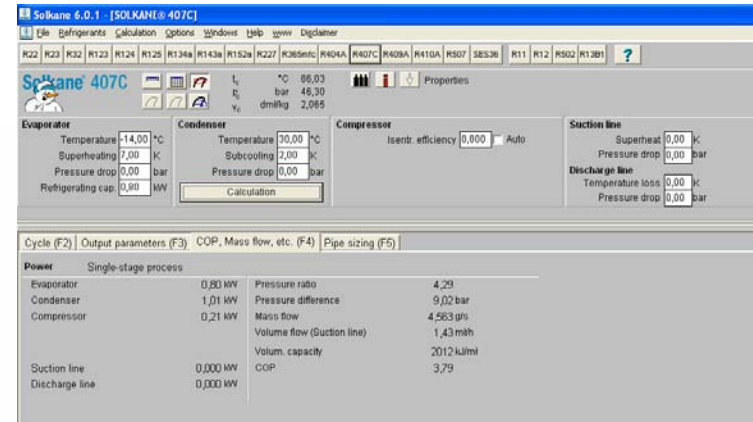 Solkane 6.0.1 - [SOLKANE® 407C]
File Refrigerants Calculation Options Windows Help www Disclaimer
R22 R23 R32 R123 R124 R125 R134a R143a R152a R227 R365mfc R404A R407C R409A R410A R507 SES36 R11 R12 R502 R13B1 ?
Solkane 407C tc °C 86,03 Properties
pc bar 46,30
vc dm³/kg 2,065
Evaporator Condenser Compressor Suction line
Temperature -14,00 °C Temperature 30,00 °C Isentr. efficiency 0,800 Auto Superheat 0,00 K
Superheating 7,00 K Subcooling 2,00 K Pressure drop 0,00 bar
Pressure drop 0,00 bar Pressure drop 0,00 bar Discharge line
Refrigerating cap. 0,80 kW Calculation Temperature loss 0,00 K
Pressure drop 0,00 bar
Cycle (F2) Output parameters (F3) COP, Mass flow, etc. (F4) Pipe sizing (F5)
Power Single-stage process
Evaporator 0,80 kW Pressure ratio 4,29
Condenser 1,01 kW Pressure difference 9,02 bar
Compressor 0,21 kW Mass flow 4,563 g/s
Volume flow (Suction line) 1,43 m³/h
Volum. capacity 2012 kJ/m³
Suction line 0,000 kW COP 3,79
Discharge line 0,000 kW